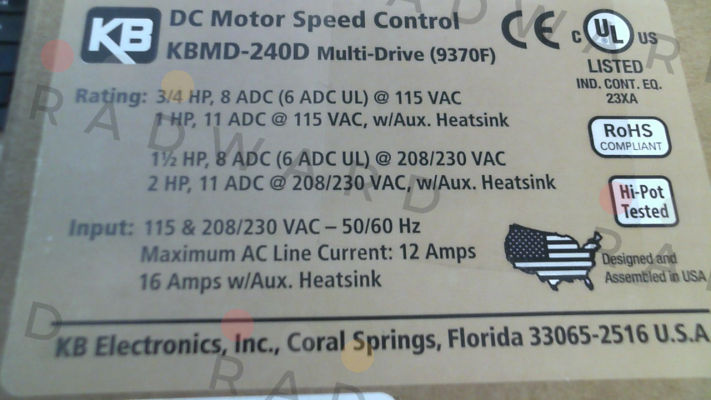 KB
DC Motor Speed Control
KBMD-240D Multi-Drive (9370F)
CE
C UL US
LISTED
IND. CONT. EQ.
23XA
Rating: 3/4 HP, 8 ADC (6 ADC UL) @ 115 VAC
1 HP, 11 ADC @ 115 VAC, w/Aux. Heatsink
1½ HP, 8 ADC (6 ADC UL) @ 208/230 VAC
2 HP, 11 ADC @ 208/230 VAC, w/Aux. Heatsink
RoHS
COMPLIANT
Hi-Pot
Tested
Input: 115 & 208/230 VAC – 50/60 Hz
Maximum AC Line Current: 12 Amps
16 Amps w/Aux. Heatsink
Designed and
Assembled in USA
KB Electronics, Inc., Coral Springs, Florida 33065-2516 U.S.A
RADWARD
RADWARD
RADWARD